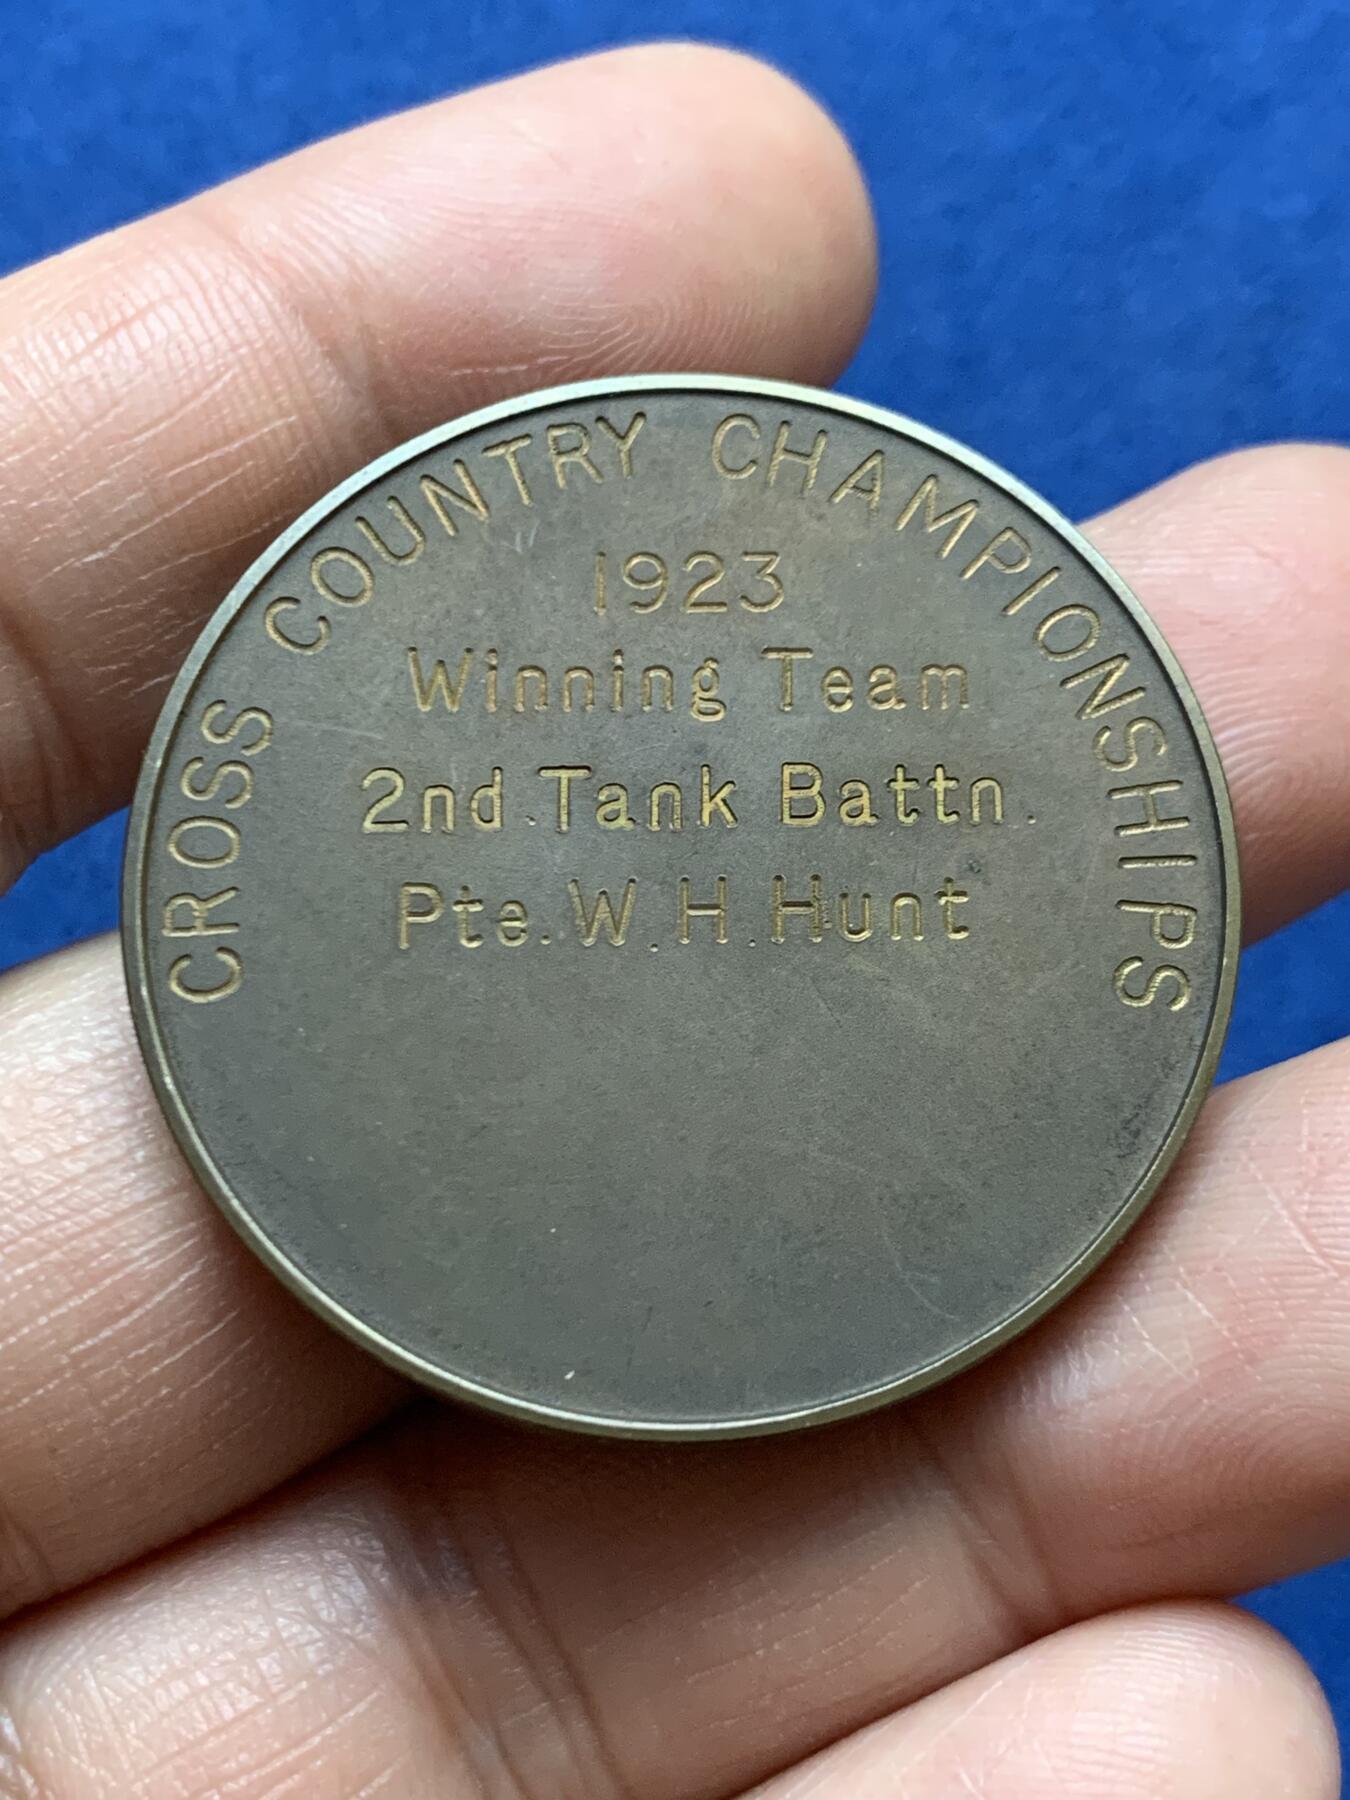 CROSS COUNTRY CHAMPIONSHIPS
1923
Winning Team
2nd.Tank Battn.
Pte.W.H.Hunt